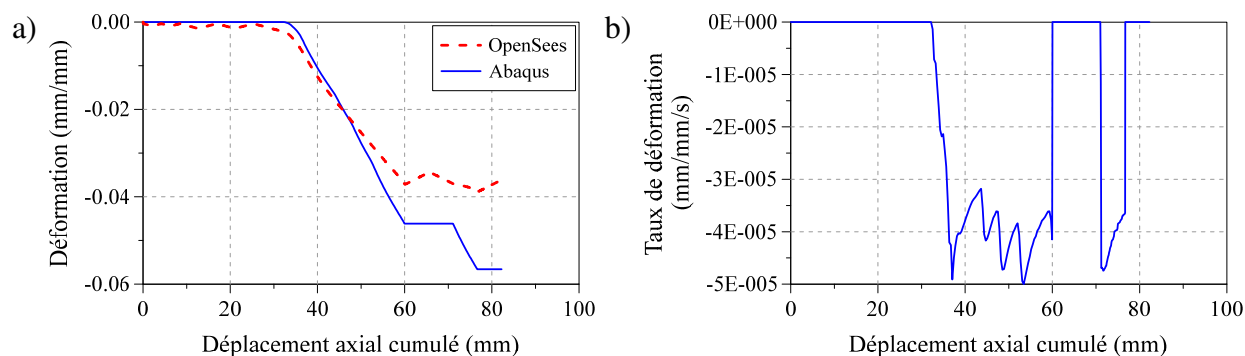 a)
0.00
-0.02
-0.04
-0.06
Déformation (mm/mm)
OpenSees
Abaqus
0 20 40 60 80 100
Déplacement axial cumulé (mm)
b)
0E+000
-1E-005
-2E-005
-3E-005
-4E-005
-5E-005
Taux de déformation
(mm/mm/s)
0 20 40 60 80 100
Déplacement axial cumulé (mm)